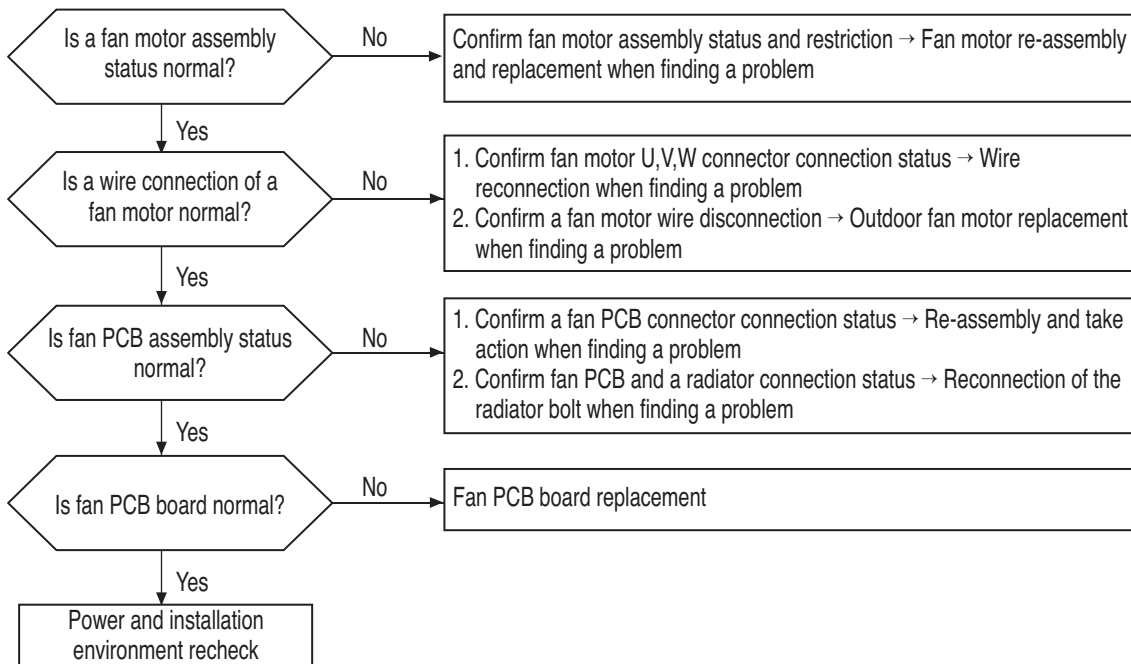 Is a fan motor assembly
status normal?
No
Confirm fan motor assembly status and restriction → Fan motor re-assembly
and replacement when finding a problem
Yes
Is a wire connection of a
fan motor normal?
No
1. Confirm fan motor U,V,W connector connection status → Wire
reconnection when finding a problem
2. Confirm a fan motor wire disconnection → Outdoor fan motor replacement
when finding a problem
Yes
Is fan PCB assembly status
normal?
No
1. Confirm a fan PCB connector connection status → Re-assembly and take
action when finding a problem
2. Confirm fan PCB and a radiator connection status → Reconnection of the
radiator bolt when finding a problem
Yes
Is fan PCB board normal?
No
Fan PCB board replacement
Yes
Power and installation
environment recheck